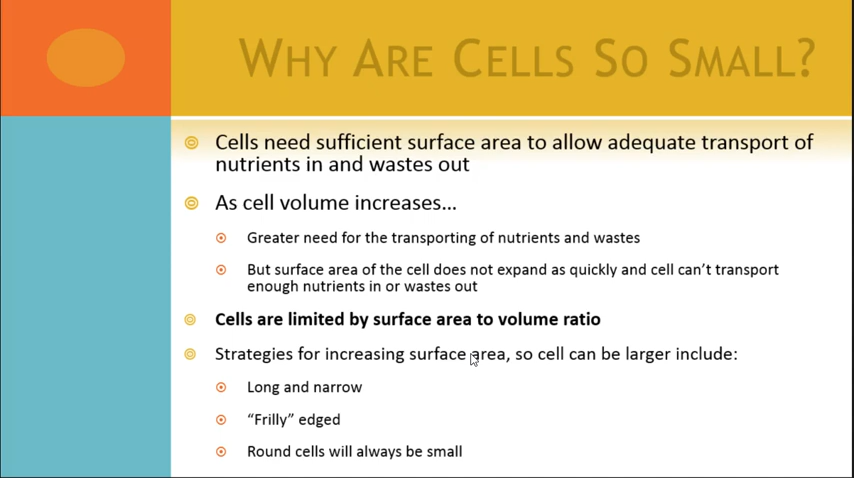 WHY ARE CELLS SO SMALL?
Cells need sufficient surface area to allow adequate transport of
nutrients in and wastes out
As cell volume increases…
Greater need for the transporting of nutrients and wastes
But surface area of the cell does not expand as quickly and cell can't transport
enough nutrients in or wastes out
Cells are limited by surface area to volume ratio
Strategies for increasing surface area, so cell can be larger include:
Long and narrow
“Frilly” edged
Round cells will always be small